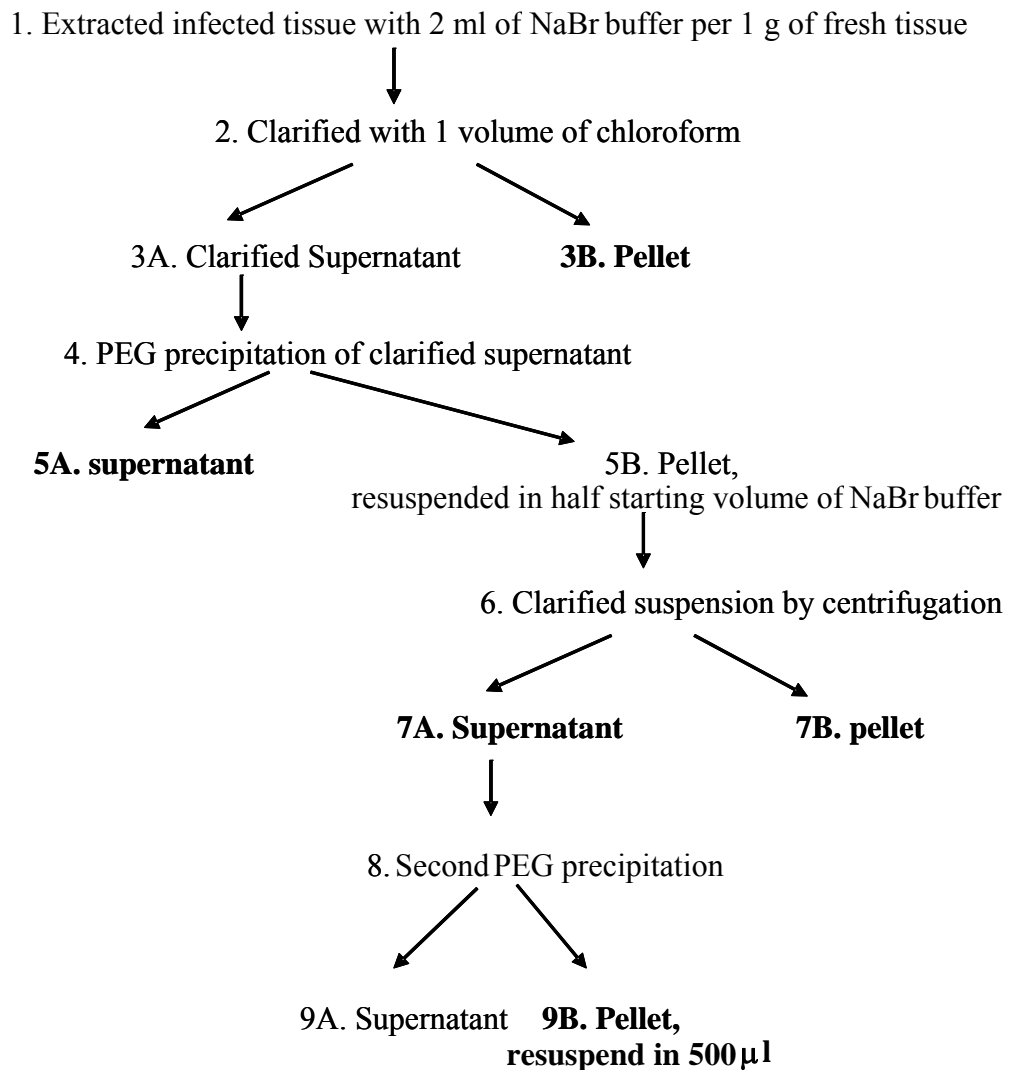 1. Extracted infected tissue with 2 ml of NaBr buffer per 1 g of fresh tissue
2. Clarified with 1 volume of chloroform
3A. Clarified Supernatant
3B. Pellet
4. PEG precipitation of clarified supernatant
5A. supernatant
5B. Pellet,
resuspended in half starting volume of NaBr buffer
6. Clarified suspension by centrifugation
7A. Supernatant
7B. pellet
8. Second PEG precipitation
9A. Supernatant
9B. Pellet,
resuspend in 500 μl